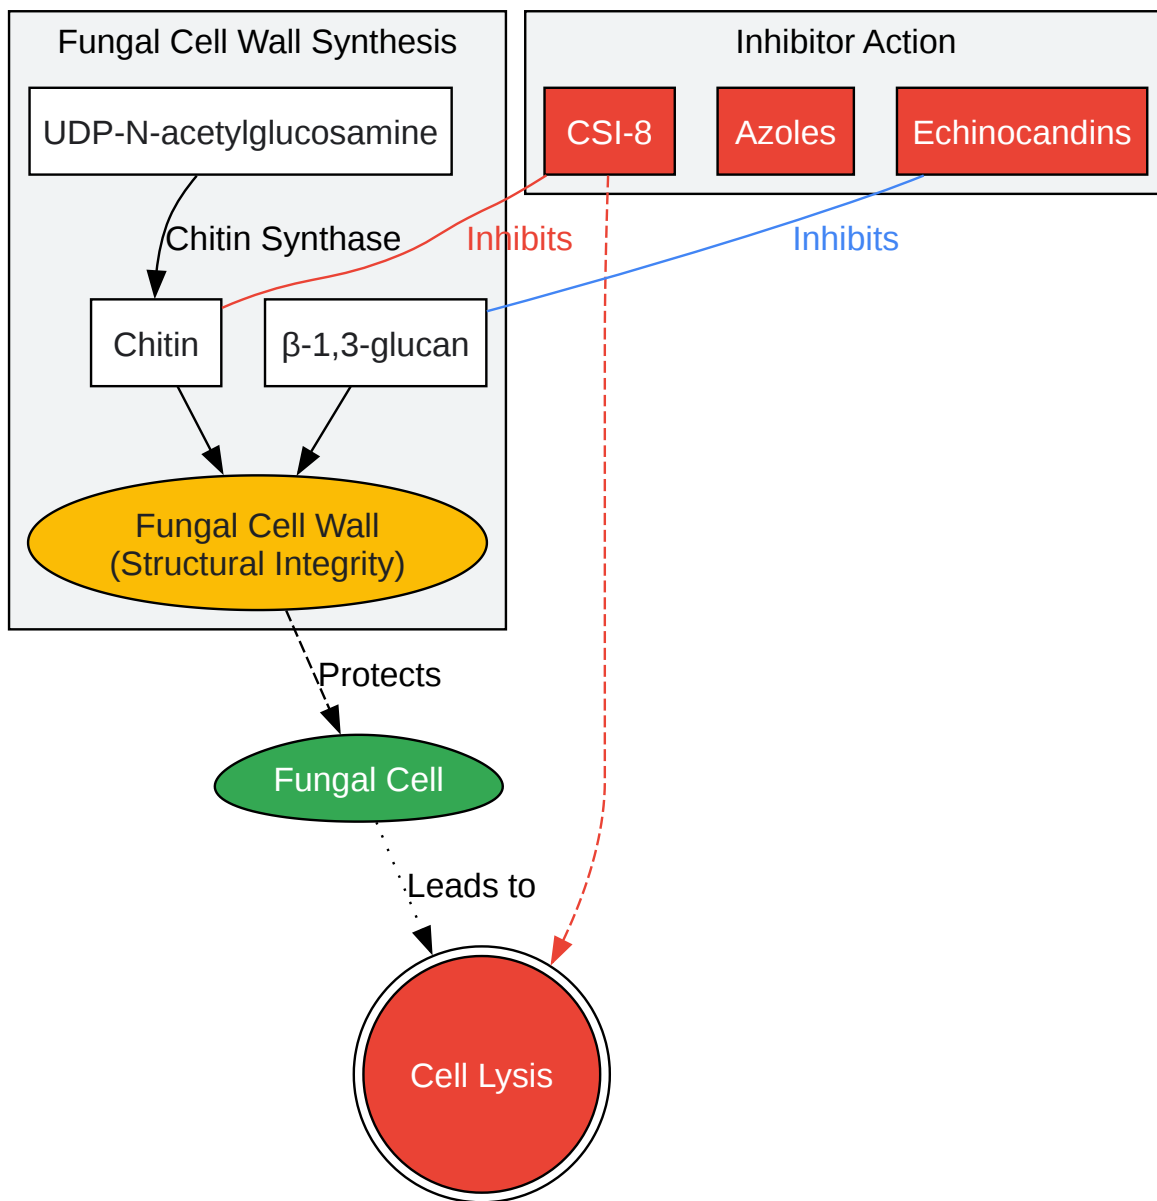 Fungal Cell Wall Synthesis
Inhibitor Action
UDP-N-acetylglucosamine
CSI-8
Azoles
Echinocandins
Chitin Synthase
Inhibits
Inhibits
Chitin
β-1,3-glucan
Fungal Cell Wall
(Structural Integrity)
Protects
Fungal Cell
Leads to
Cell Lysis